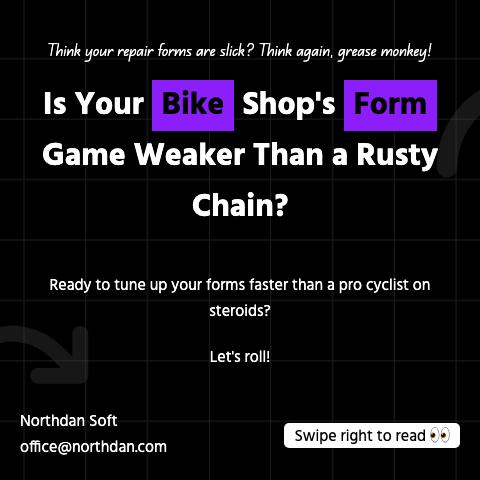 Think your repair forms are slick? Think again, grease monkey!
Is Your Bike Shop's Form
Game Weaker Than a Rusty
Chain?
Ready to tune up your forms faster than a pro cyclist on
steroids?
Let's roll!
Northdan Soft
office@northdan.com
Swipe right to read 👀